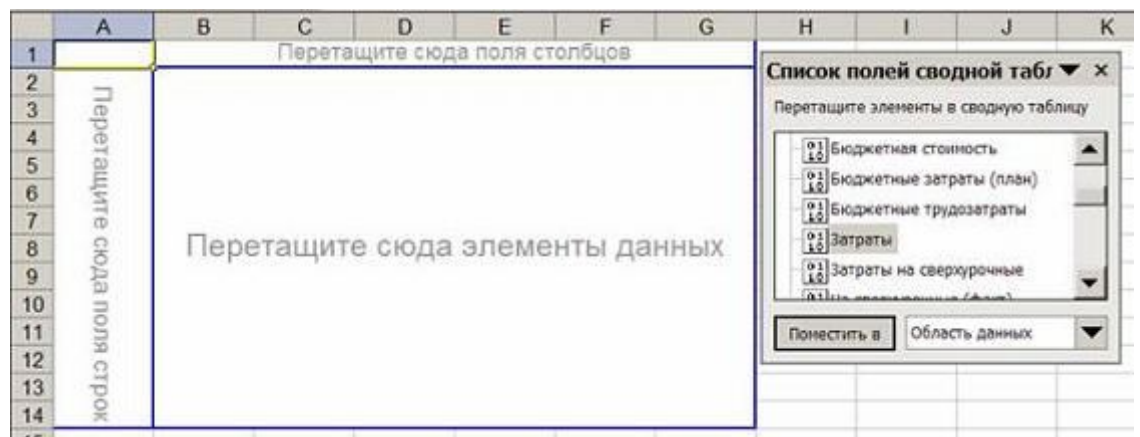 A B C D E F G H I J K
1 Перетащите сюда поля столбцов
Список полей сводной табл
2
3
4
5
6
7
8
9
10
11
12
13
14
Перетащите сюда поля строк
Перетащите сюда элементы данных
Перетащите элементы в сводную таблицу
Бюджетная стоимость
Бюджетные затраты (план)
Бюджетные трудозатраты
Затраты
Затраты на сверхурочные
Поместить в
Область данных